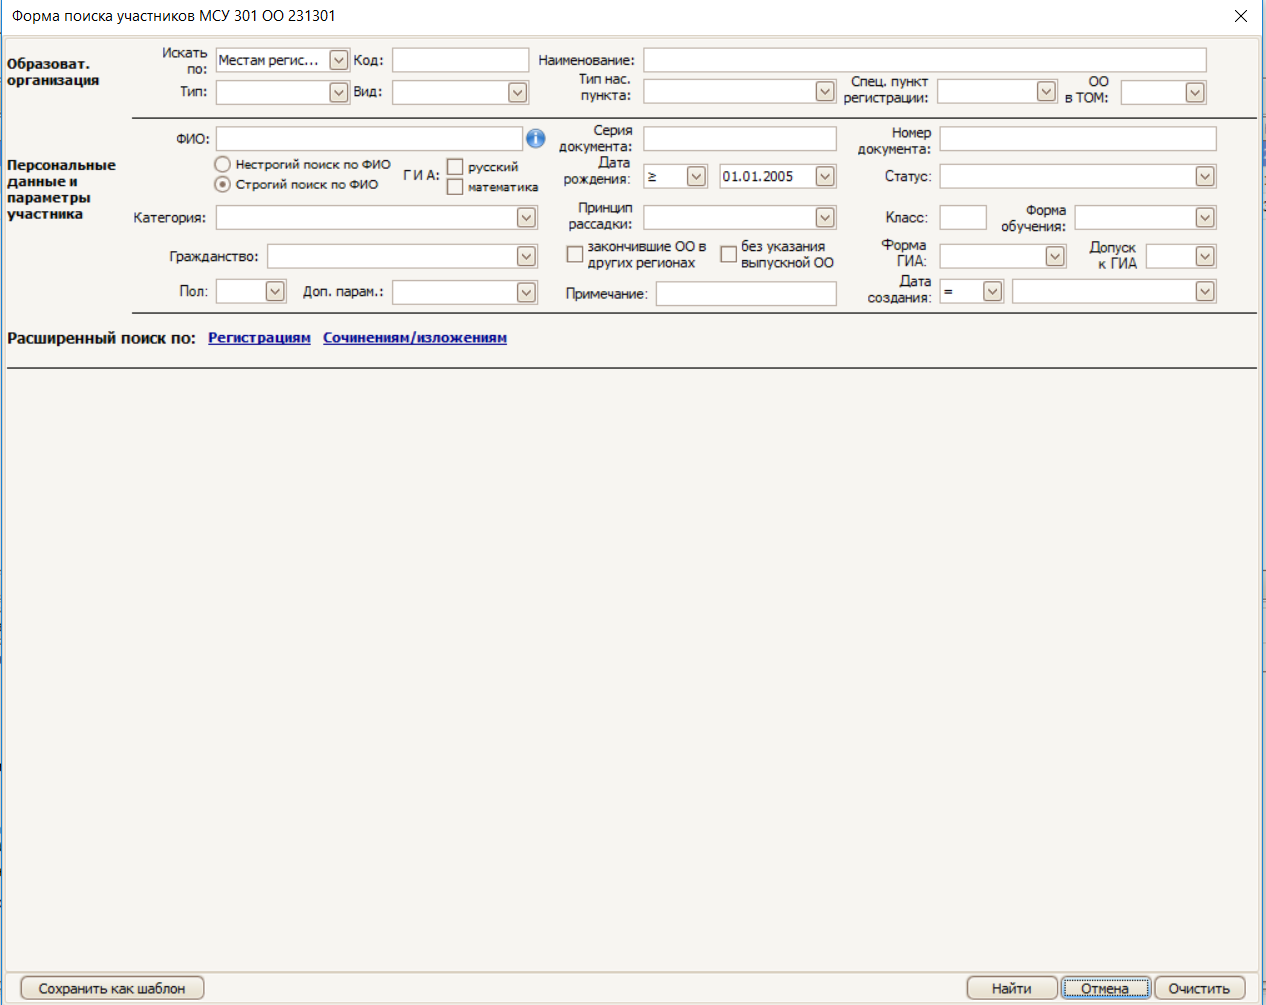 Форма поиска участников МСУ 301 ОО 231301
Образоват. организация
Искать по: Местам регис... Код: Наименование:
Тип: Вид: Тип нас. пункта: Спец. пункт регистрации: ОО в ТОМ:
Персональные данные и параметры участника
ФИО: Серия документа: Номер документа:
Нестрогий поиск по ФИО
Строгий поиск по ФИО
Г И А: русский
математика
Дата рождения: ≥ 01.01.2005 Статус:
Категория: Принцип рассадки: Класс: Форма обучения:
Гражданство: закончившие ОО в других регионах без указания выпускной ОО Форма ГИА: Допуск к ГИА
Пол: Доп. парам.: Примечание: Дата создания: =
Расширенный поиск по: Регистрациям Сочинениям/изложениям
Сохранить как шаблон Найти Отмена Очистить